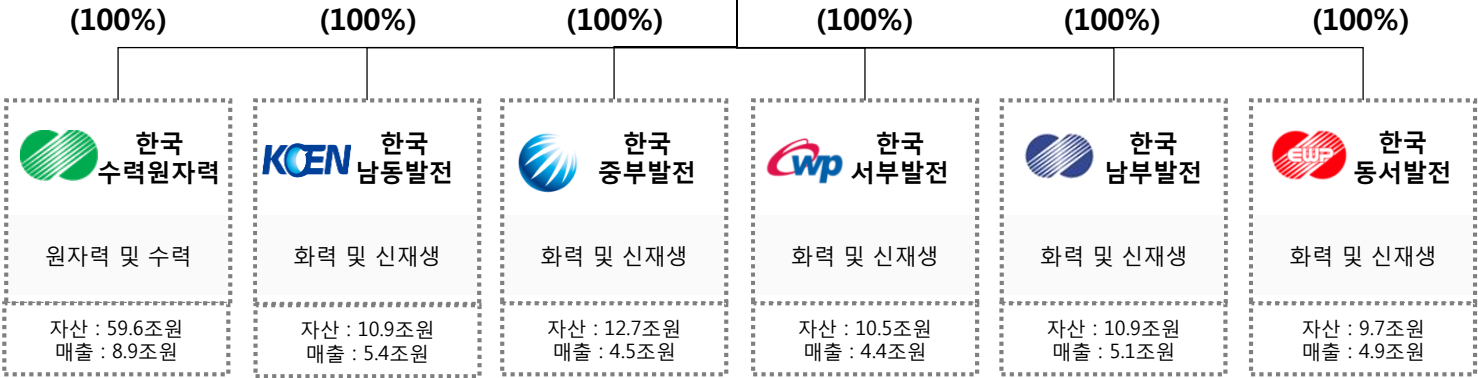 (100%)
(100%)
(100%)
(100%)
(100%)
(100%)
한국
수력원자력
KOEN
한국
남동발전
한국
중부발전
wp
한국
서부발전
한국
남부발전
EWP
한국
동서발전
원자력 및 수력
화력 및 신재생
화력 및 신재생
화력 및 신재생
화력 및 신재생
화력 및 신재생
자산 : 59.6조원
매출 : 8.9조원
자산 : 10.9조원
매출 : 5.4조원
자산 : 12.7조원
매출 : 4.5조원
자산 : 10.5조원
매출 : 4.4조원
자산 : 10.9조원
매출 : 5.1조원
자산 : 9.7조원
매출 : 4.9조원